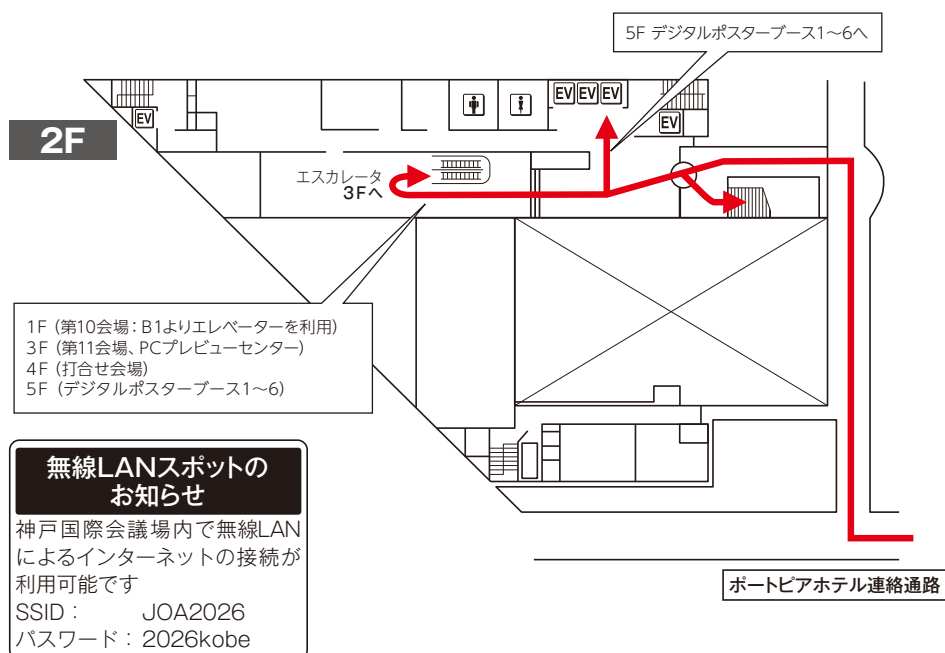 5F デジタルポスターブース1〜6へ
EV
EV EV EV
EV
2F
エスカレータ
3Fへ
1F (第10会場：B1よりエレベーターを利用)
3F (第11会場、PCプレビューセンター)
4F (打合せ会場)
5F (デジタルポスターブース1〜6)
無線LANスポットの
お知らせ
神戸国際会議場内で無線LAN
によるインターネットの接続が
利用可能です
SSID： JOA2026
パスワード：2026kobe
ポートピアホテル連絡通路